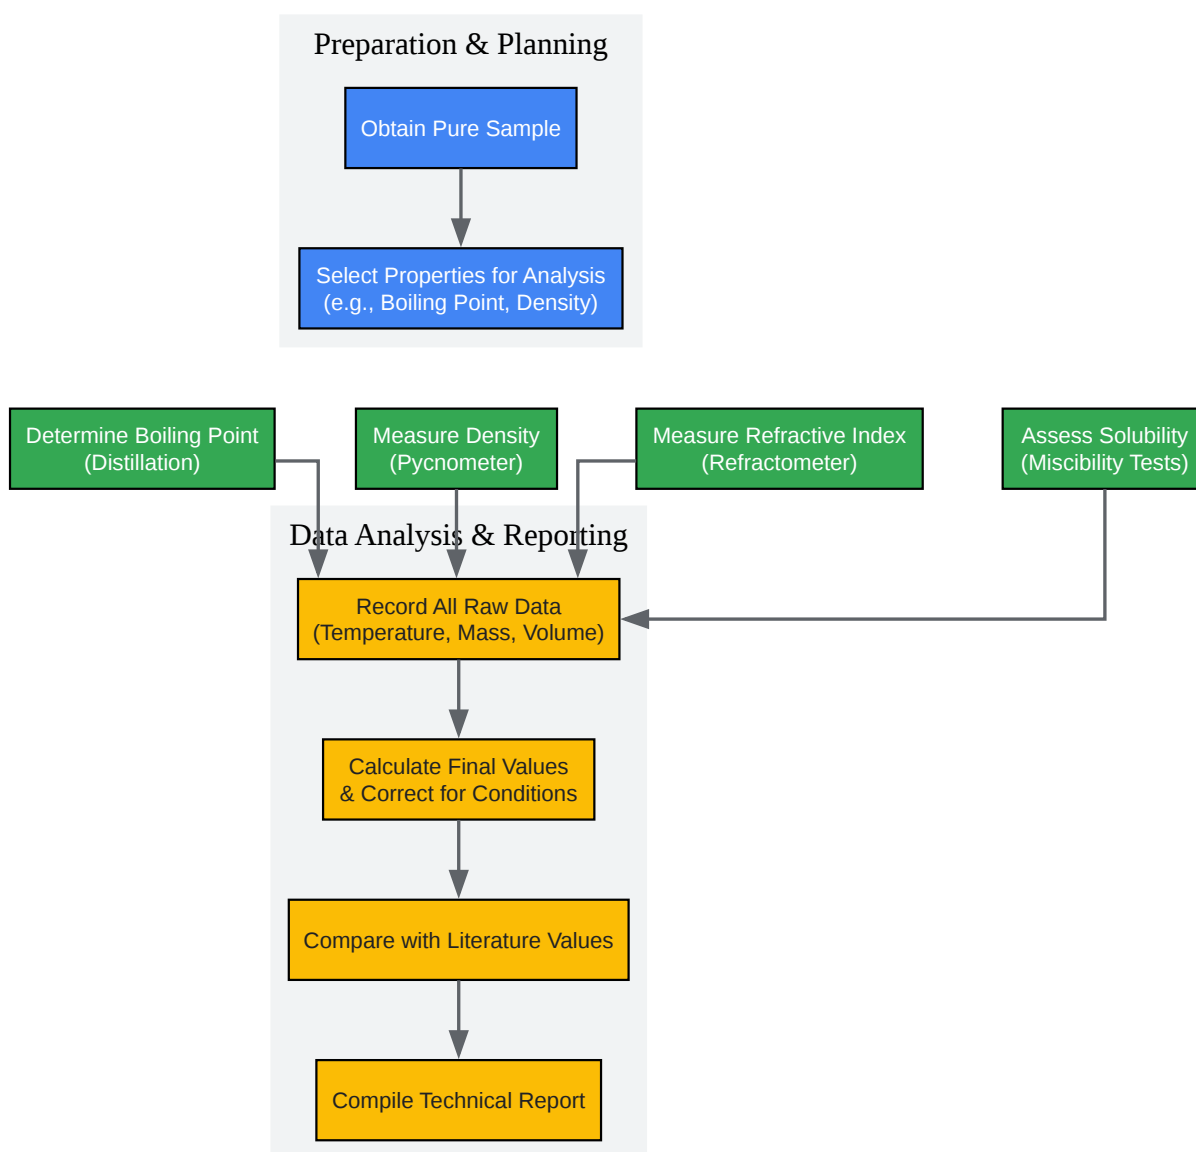 Preparation & Planning
Obtain Pure Sample
Select Properties for Analysis
(e.g., Boiling Point, Density)
Determine Boiling Point
(Distillation)
Measure Density
(Pycnometer)
Measure Refractive Index
(Refractometer)
Assess Solubility
(Miscibility Tests)
Data Analysis & Reporting
Record All Raw Data
(Temperature, Mass, Volume)
Calculate Final Values
& Correct for Conditions
Compare with Literature Values
Compile Technical Report